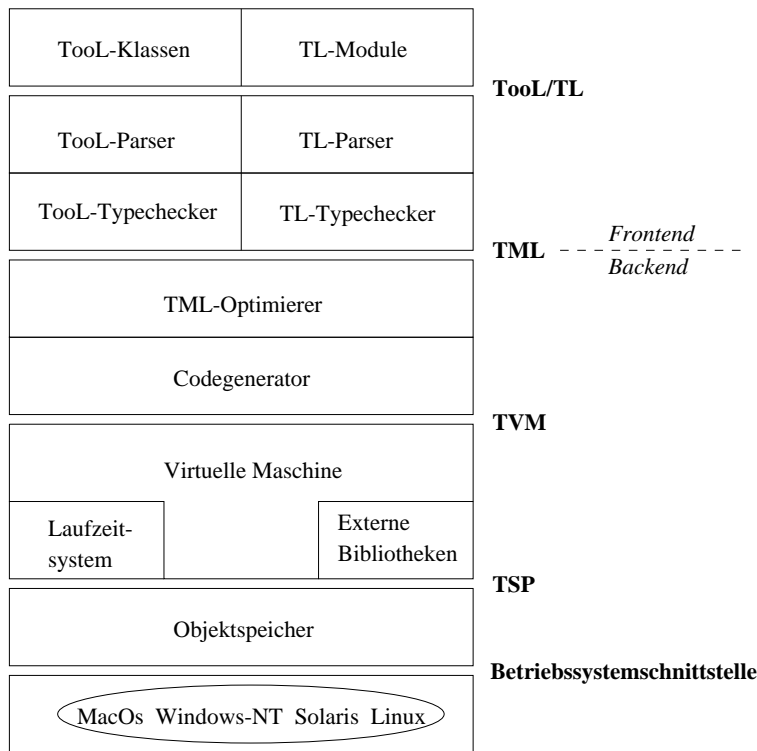 TooL-Klassen TL-Module
TooL/TL
TooL-Parser TL-Parser
TooL-Typechecker TL-Typechecker
Frontend
TML
Backend
TML-Optimierer
Codegenerator
TVM
Virtuelle Maschine
Laufzeit-
system
Externe
Bibliotheken
TSP
Objektspeicher
Betriebssystemschnittstelle
MacOs Windows-NT Solaris Linux